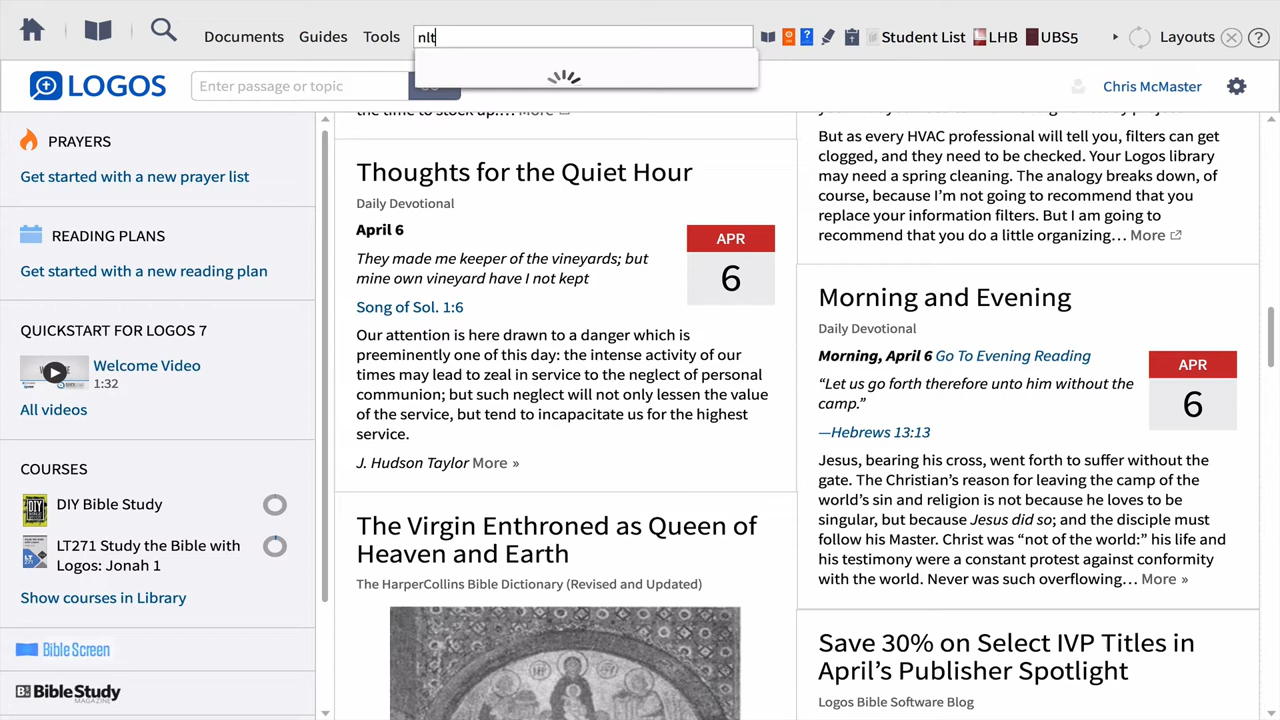 Documents Guides Tools nlt Student List LHB UBS5 Layouts
LOGOS Enter passage or topic Chris McMaster
PRAYERS
Get started with a new prayer list
READING PLANS
Get started with a new reading plan
QUICKSTART FOR LOGOS 7
Welcome Video
1:32
All videos
COURSES
DIY Bible Study
LT271 Study the Bible with
Logos: Jonah 1
Show courses in Library
Bible Screen
BibleStudy
MAGAZINE
the time to stock up.… More
Thoughts for the Quiet Hour
Daily Devotional
April 6
They made me keeper of the vineyards; but
mine own vineyard have I not kept
APR
6
Song of Sol. 1:6
Our attention is here drawn to a danger which is
preeminently one of this day: the intense activity of our
times may lead to zeal in service to the neglect of personal
communion; but such neglect will not only lessen the value
of the service, but tend to incapacitate us for the highest
service.
J. Hudson Taylor More »
The Virgin Enthroned as Queen of
Heaven and Earth
The HarperCollins Bible Dictionary (Revised and Updated)
But as every HVAC professional will tell you, filters can get
clogged, and they need to be checked. Your Logos library
may need a spring cleaning. The analogy breaks down, of
course, because I’m not going to recommend that you
replace your information filters. But I am going to
recommend that you do a little organizing… More
Morning and Evening
Daily Devotional
Morning, April 6 Go To Evening Reading
“Let us go forth therefore unto him without the
camp.”
APR
6
—Hebrews 13:13
Jesus, bearing his cross, went forth to suffer without the
gate. The Christian’s reason for leaving the camp of the
world’s sin and religion is not because he loves to be
singular, but because Jesus did so; and the disciple must
follow his Master. Christ was “not of the world:” his life and
his testimony were a constant protest against conformity
with the world. Never was such overflowing… More »
Save 30% on Select IVP Titles in
April’s Publisher Spotlight
Logos Bible Software Blog